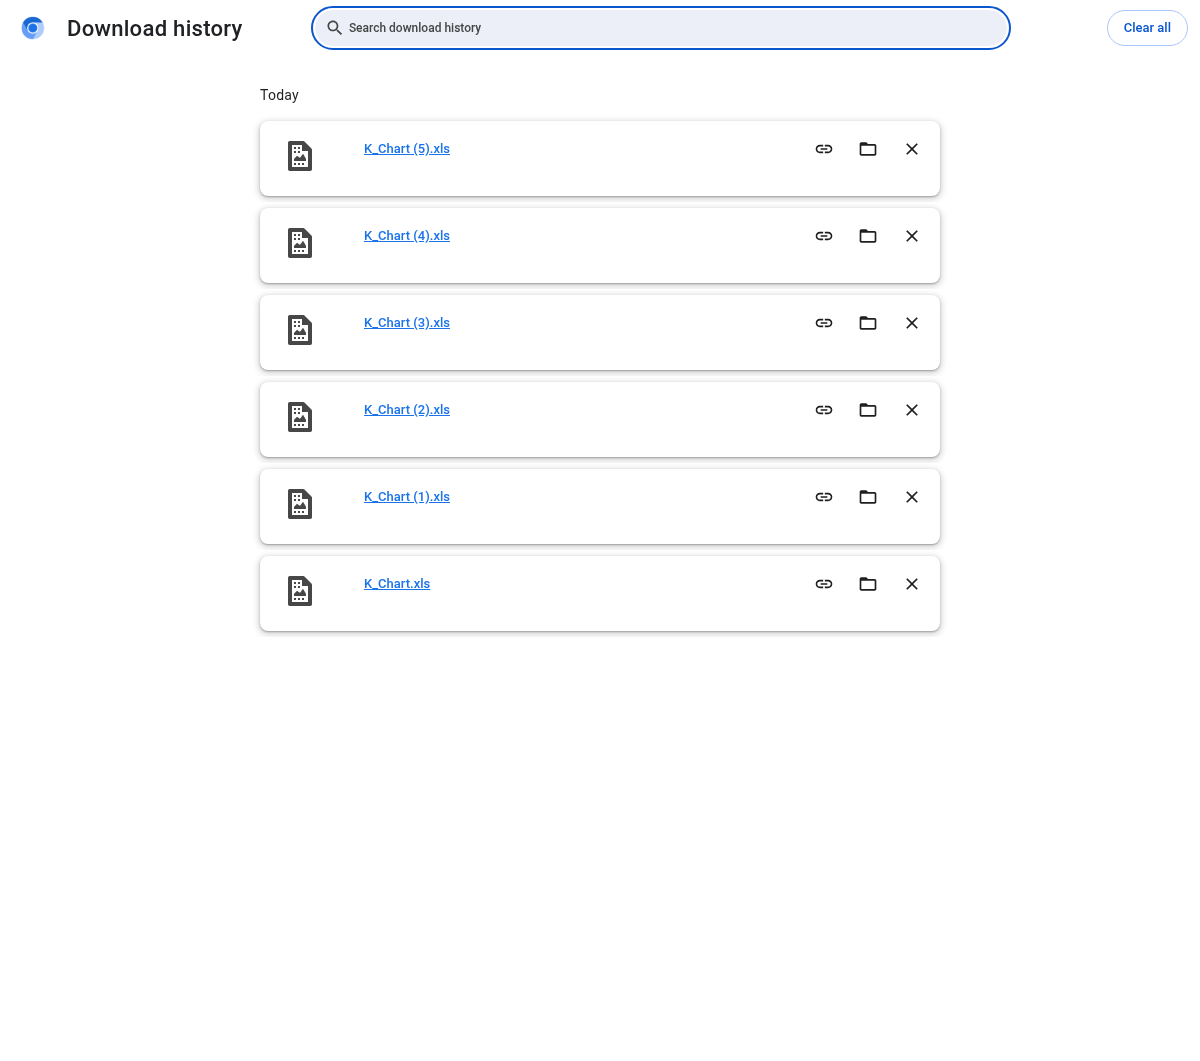 Download history
Search download history
Clear all
Today
K_Chart (5).xls
K_Chart (4).xls
K_Chart (3).xls
K_Chart (2).xls
K_Chart (1).xls
K_Chart.xls